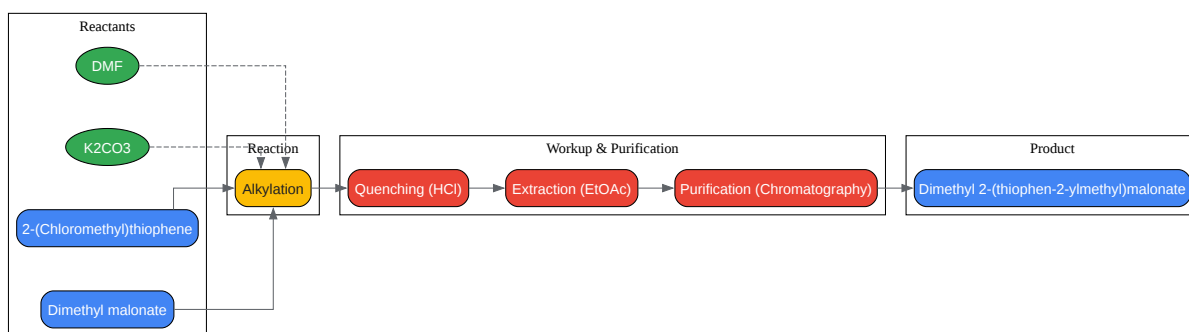 Reactants
DMF
K2CO3
2-(Chloromethyl)thiophene
Dimethyl malonate
Reaction
Alkylation
Workup & Purification
Quenching (HCl)
Extraction (EtOAc)
Purification (Chromatography)
Product
Dimethyl 2-(thiophen-2-ylmethyl)malonate